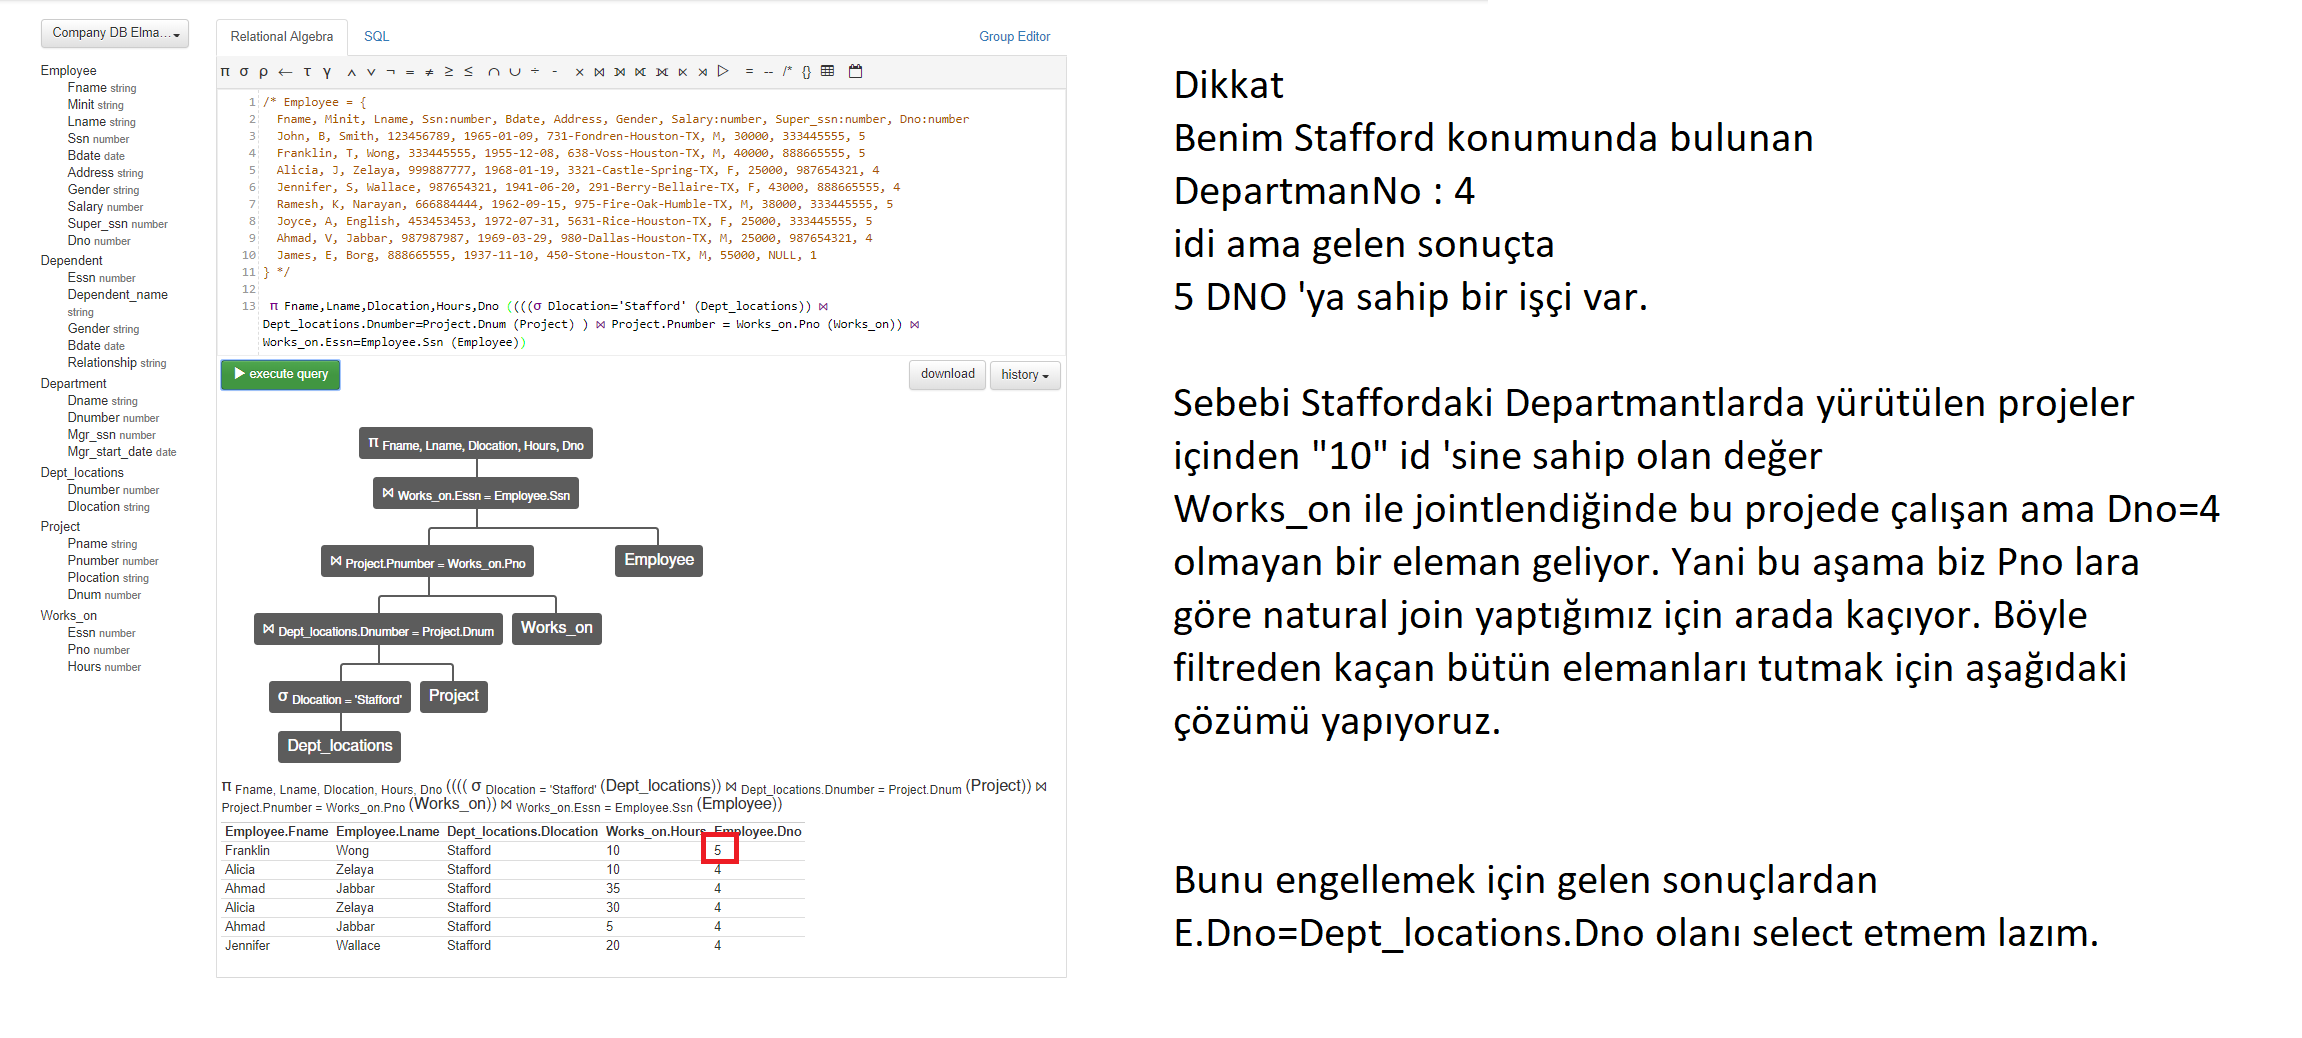 Company DB Elma...
Employee
Fname string
Minit string
Lname string
Ssn number
Bdate date
Address string
Gender string
Salary number
Super_ssn number
Dno number
Dependent
Essn number
Dependent_name
string
Gender string
Bdate date
Relationship string
Department
Dname string
Dnumber number
Mgr_ssn number
Mgr_start_date date
Dept_locations
Dnumber number
Dlocation string
Project
Pname string
Pnumber number
Plocation string
Dnum number
Works_on
Essn number
Pno number
Hours number
Relational Algebra SQL Group Editor
π σ ρ ← τ γ ∧ ∨ ¬ = ≠ ≥ ≤ ∩ ∪ ÷ - × ⋈ ⟗ ⟕ ⟖ ⋉ ⋊ ▷ = -- /* {}
1 /* Employee = {
2 Fname, Minit, Lname, Ssn:number, Bdate, Address, Gender, Salary:number, Super_ssn:number, Dno:number
3 John, B, Smith, 123456789, 1965-01-09, 731-Fondren-Houston-TX, M, 30000, 333445555, 5
4 Franklin, T, Wong, 333445555, 1955-12-08, 638-Voss-Houston-TX, M, 40000, 888665555, 5
5 Alicia, J, Zelaya, 999887777, 1968-01-19, 3321-Castle-Spring-TX, F, 25000, 987654321, 4
6 Jennifer, S, Wallace, 987654321, 1941-06-20, 291-Berry-Bellaire-TX, F, 43000, 888665555, 4
7 Ramesh, K, Narayan, 666884444, 1962-09-15, 975-Fire-Oak-Humble-TX, M, 38000, 333445555, 5
8 Joyce, A, English, 453453453, 1972-07-31, 5631-Rice-Houston-TX, F, 25000, 333445555, 5
9 Ahmad, V, Jabbar, 987987987, 1969-03-29, 980-Dallas-Houston-TX, M, 25000, 987654321, 4
10 James, E, Borg, 888665555, 1937-11-10, 450-Stone-Houston-TX, M, 55000, NULL, 1
11 } */
12
13 π Fname,Lname,Dlocation,Hours,Dno ((((σ Dlocation='Stafford' (Dept_locations)) ⋈
Dept_locations.Dnumber=Project.Dnum (Project) ) ⋈ Project.Pnumber = Works_on.Pno (Works_on)) ⋈
Works_on.Essn=Employee.Ssn (Employee))
execute query download history
π Fname, Lname, Dlocation, Hours, Dno
⋈ Works_on.Essn = Employee.Ssn
⋈ Project.Pnumber = Works_on.Pno Employee
⋈ Dept_locations.Dnumber = Project.Dnum Works_on
σ Dlocation = 'Stafford' Project
Dept_locations
π Fname, Lname, Dlocation, Hours, Dno (((( σ Dlocation = 'Stafford' (Dept_locations)) ⋈ Dept_locations.Dnumber = Project.Dnum (Project)) ⋈
Project.Pnumber = Works_on.Pno (Works_on)) ⋈ Works_on.Essn = Employee.Ssn (Employee))
Employee.Fname Employee.Lname Dept_locations.Dlocation Works_on.Hours Employee.Dno
Franklin Wong Stafford 10 5
Alicia Zelaya Stafford 10 4
Ahmad Jabbar Stafford 35 4
Alicia Zelaya Stafford 30 4
Ahmad Jabbar Stafford 5 4
Jennifer Wallace Stafford 20 4
Dikkat
Benim Stafford konumunda bulunan
DepartmanNo : 4
idi ama gelen sonuçta
5 DNO 'ya sahip bir işçi var.
Sebebi Staffordaki Departmantlarda yürütülen projeler
içinden "10" id 'sine sahip olan değer
Works_on ile jointlendiğinde bu projede çalışan ama Dno=4
olmayan bir eleman geliyor. Yani bu aşama biz Pno lara
göre natural join yaptığımız için arada kaçıyor. Böyle
filtreden kaçan bütün elemanları tutmak için aşağıdaki
çözümü yapıyoruz.
Bunu engellemek için gelen sonuçlardan
E.Dno=Dept_locations.Dno olanı select etmem lazım.